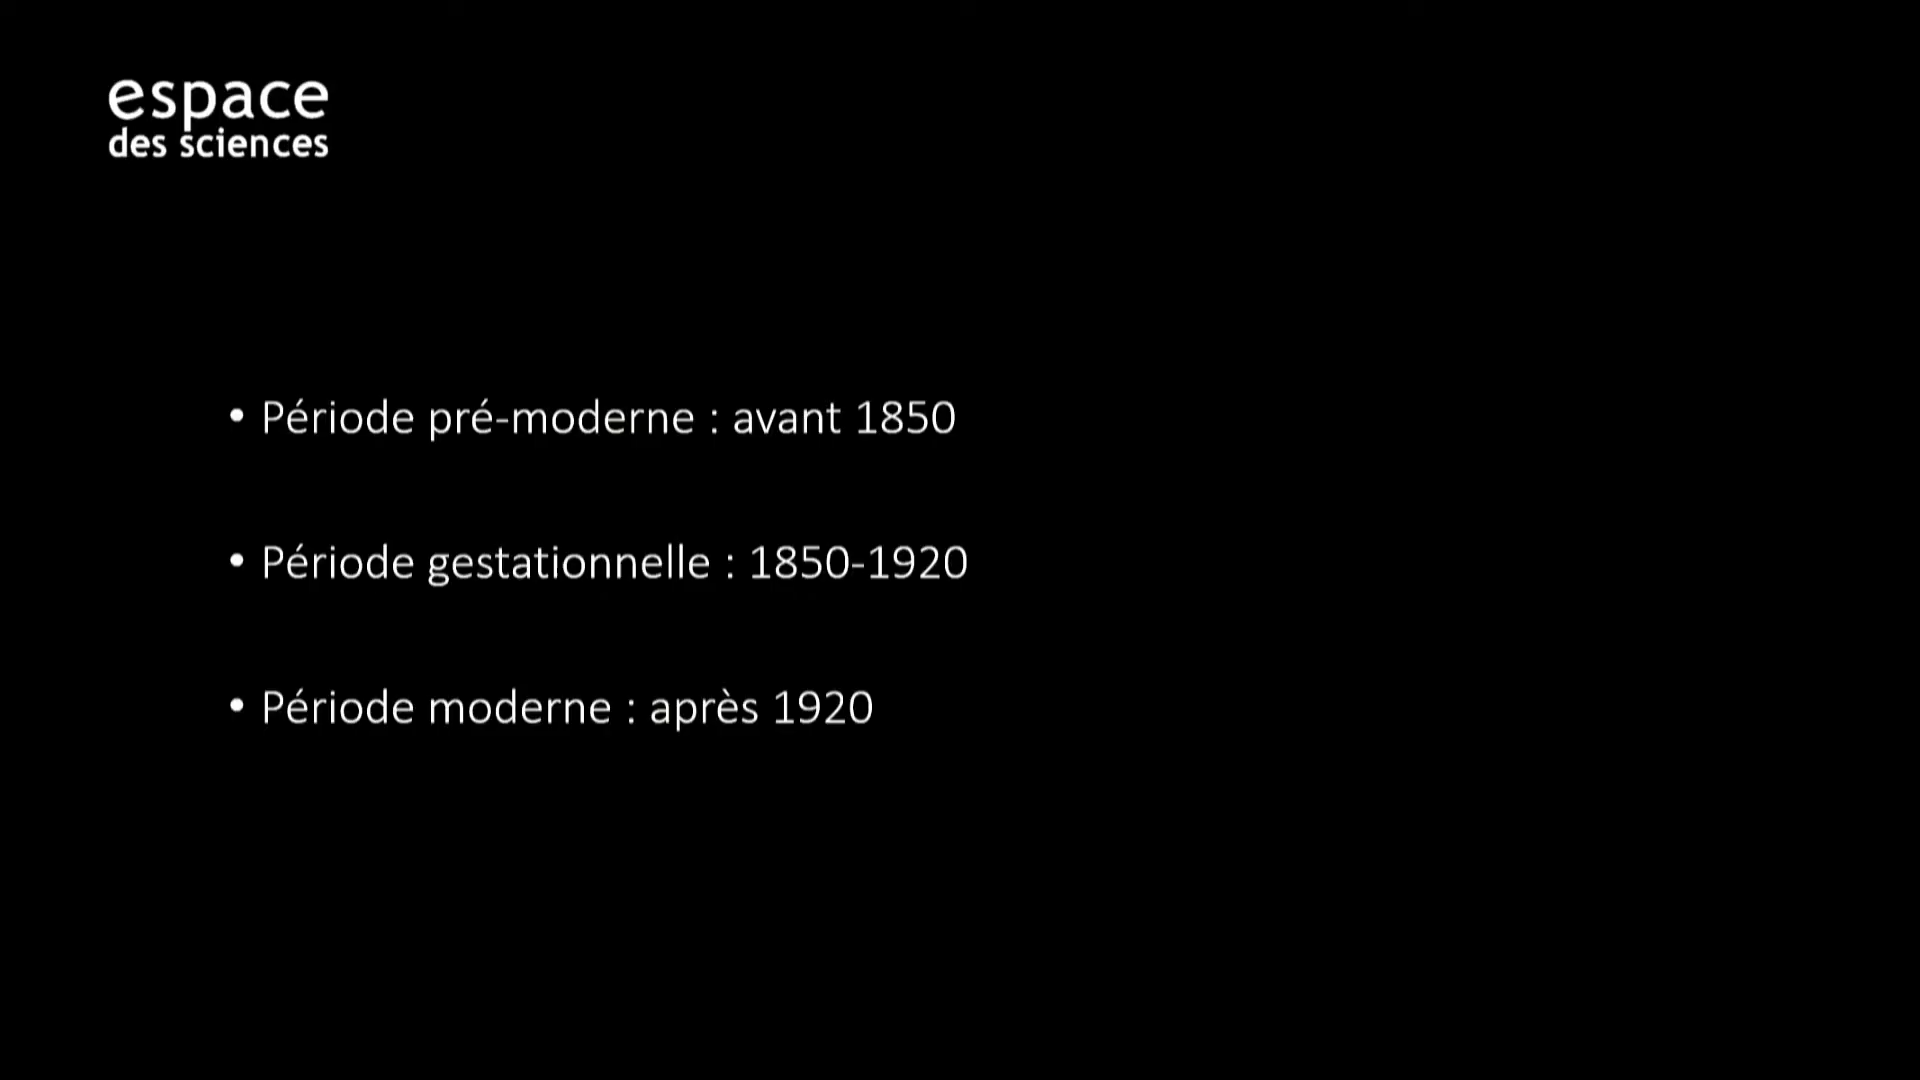 espace
des sciences
• Période pré-moderne : avant 1850
• Période gestationnelle : 1850-1920
• Période moderne : après 1920